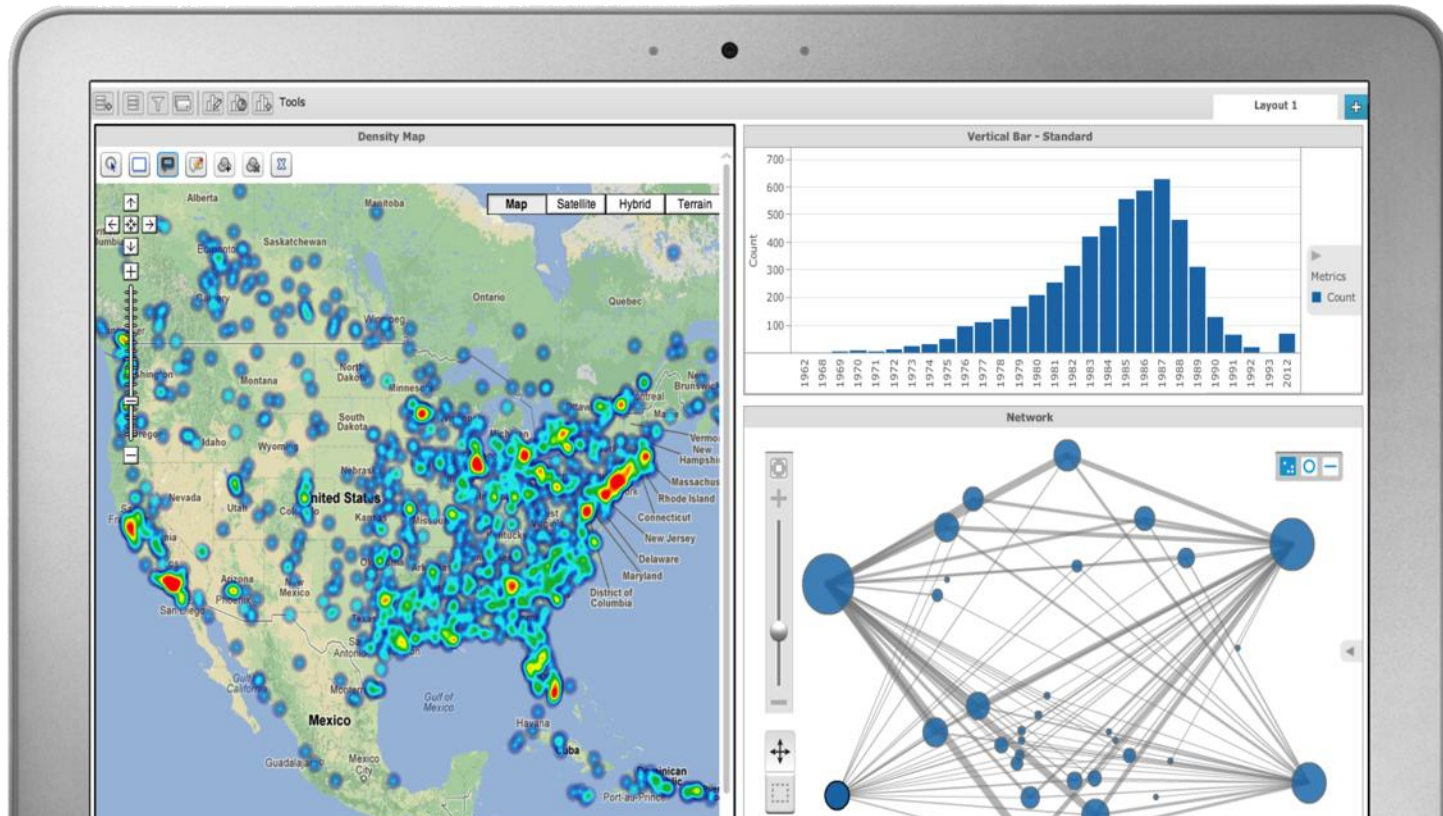 Tools
Layout 1
+
Density Map
Map
Satellite
Hybrid
Terrain
Alberta
Manitoba
Saskatchewan
Ontario
Quebec
Winnipeg
Montana
North
Dakota
South
Dakota
Idaho
Wyoming
Nevada
Utah
United States
Arizona
Phoenix
New
Mexico
San Diego
New
Brunswick
Vermont
New
Hampshire
Massachus
Rhode Island
Connecticut
New Jersey
Delaware
Maryland
District of
Columbia
Gulf of
Mexico
Mexico
Guadalajara
Mexico
City
Havana
Cuba
Port-au-Prince
Vertical Bar - Standard
Count
700
600
500
400
300
200
100
1962
1968
1969
1970
1971
1972
1973
1974
1975
1976
1977
1978
1979
1980
1981
1982
1983
1984
1985
1986
1987
1988
1989
1990
1991
1992
1993
2012
Metrics
Count
Network